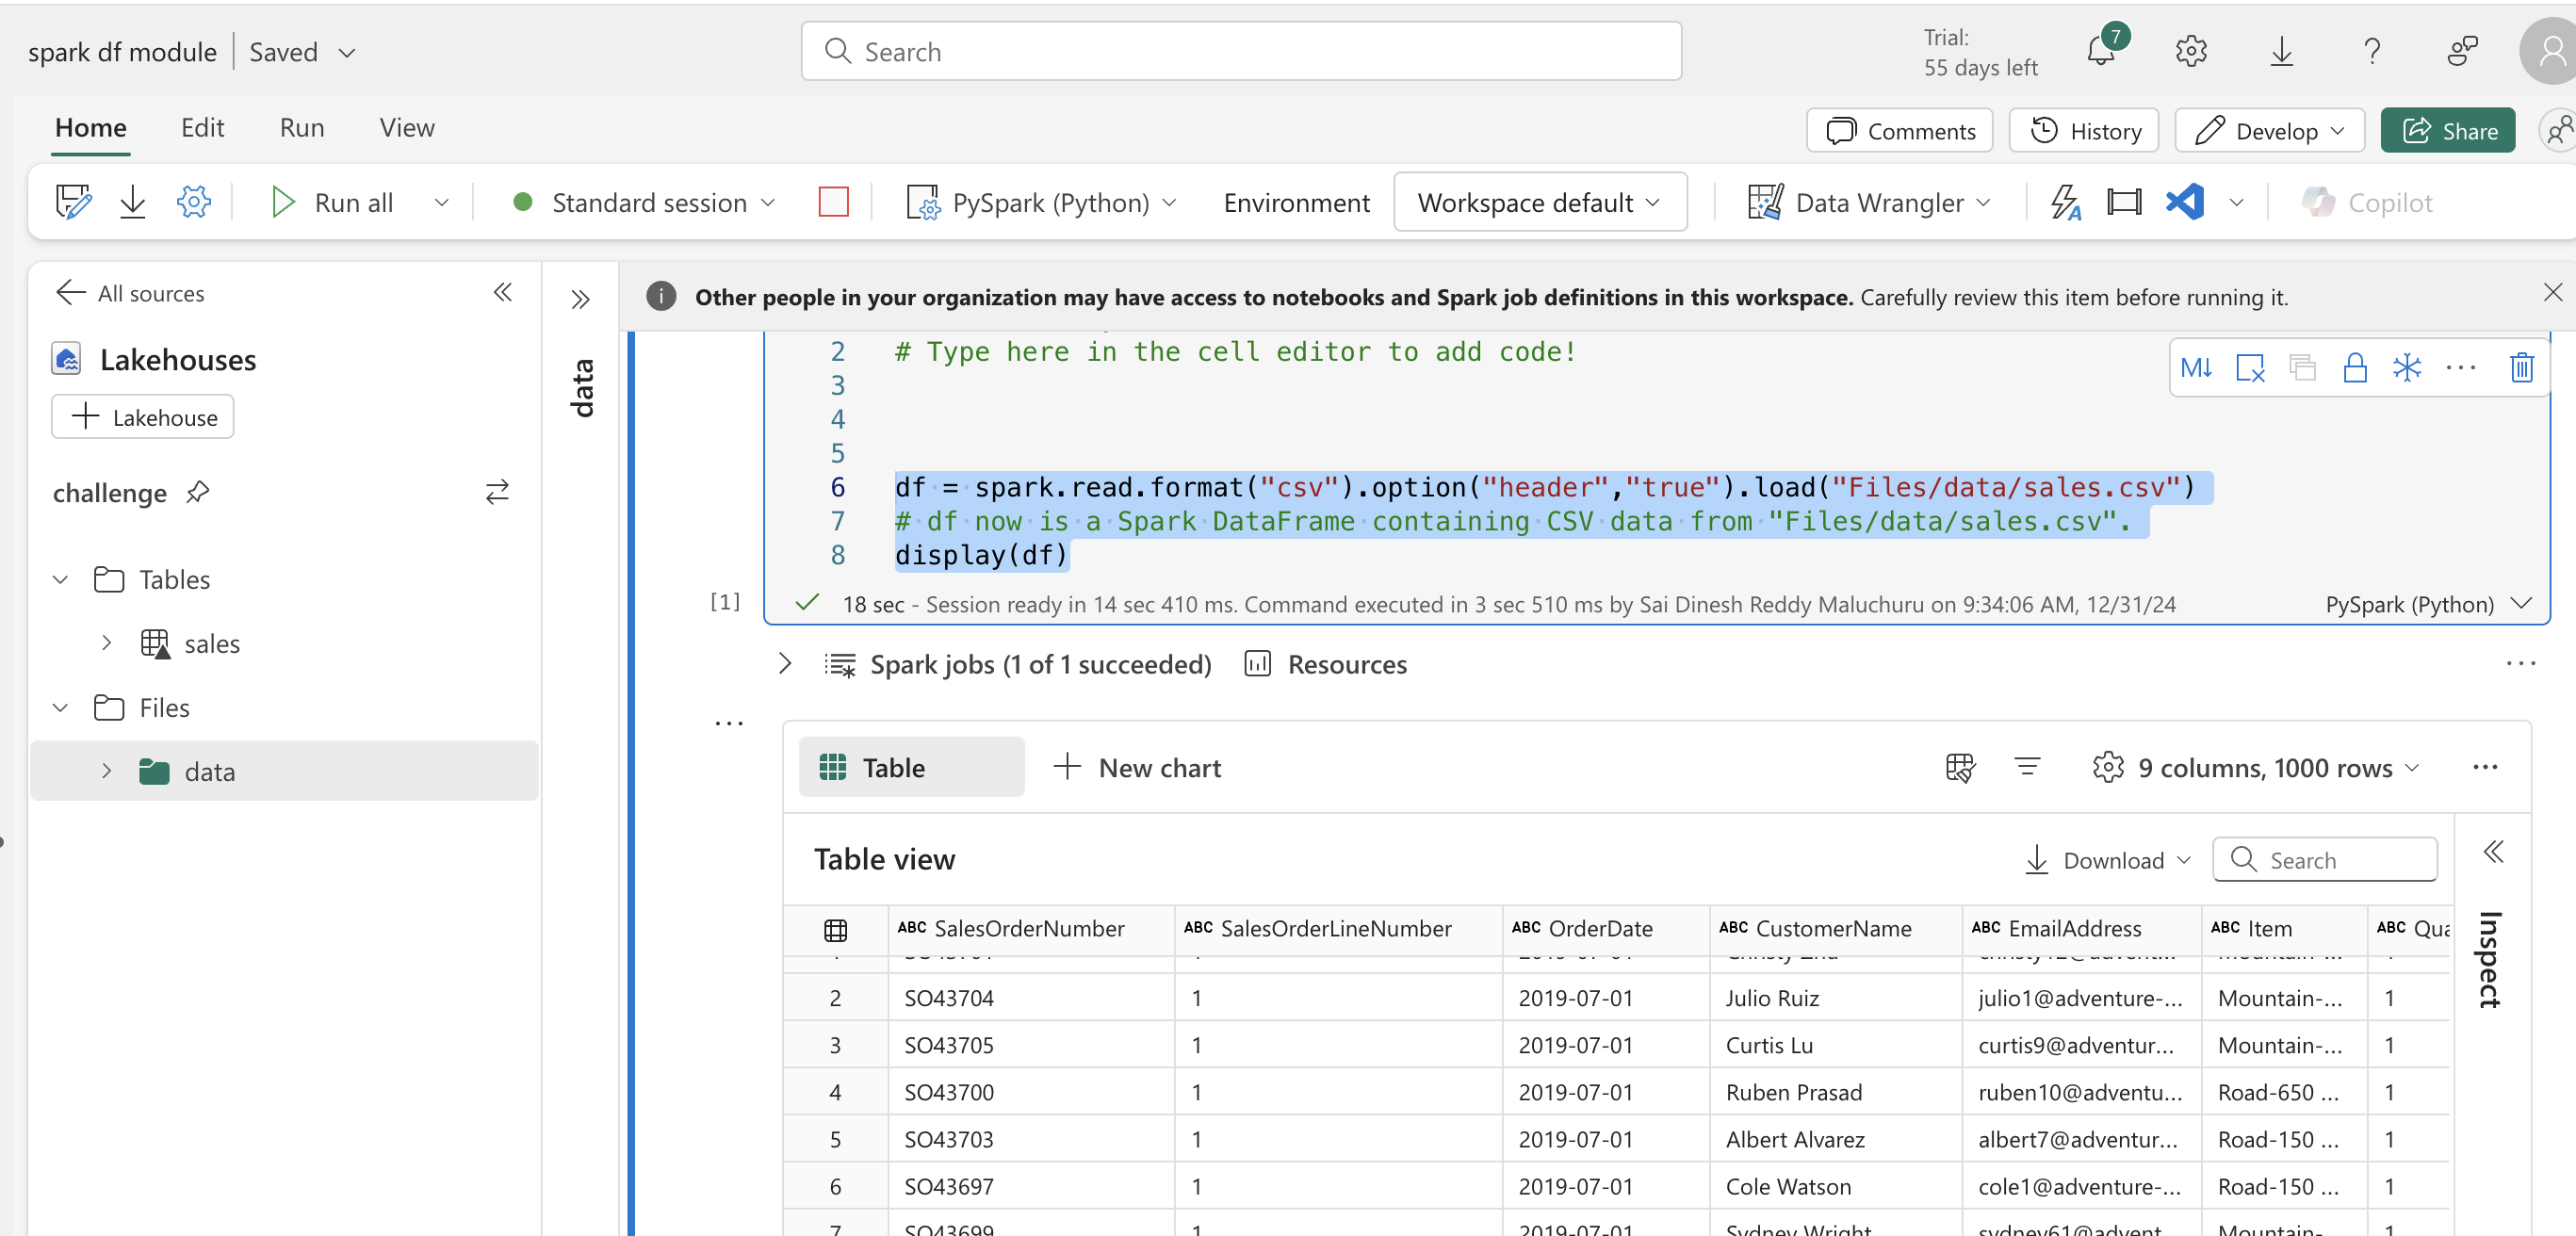 spark df module | Saved
Search
Trial:
55 days left
7
Home Edit Run View
Comments History Develop Share
Run all Standard session PySpark (Python) Environment Workspace default Data Wrangler Copilot
All sources
Lakehouses
+ Lakehouse
challenge
Tables
sales
Files
data
data
Other people in your organization may have access to notebooks and Spark job definitions in this workspace. Carefully review this item before running it.
2 # Type here in the cell editor to add code!
3
4
5
6 df = spark.read.format("csv").option("header","true").load("Files/data/sales.csv")
7 # df now is a Spark DataFrame containing CSV data from "Files/data/sales.csv".
8 display(df)
M↓
[1] 18 sec - Session ready in 14 sec 410 ms. Command executed in 3 sec 510 ms by Sai Dinesh Reddy Maluchuru on 9:34:06 AM, 12/31/24 PySpark (Python)
Spark jobs (1 of 1 succeeded) Resources
Table + New chart 9 columns, 1000 rows
Table view Download Search
Inspect
ABC SalesOrderNumber ABC SalesOrderLineNumber ABC OrderDate ABC CustomerName ABC EmailAddress ABC Item ABC Qua
2 SO43704 1 2019-07-01 Julio Ruiz julio1@adventure-... Mountain-... 1
3 SO43705 1 2019-07-01 Curtis Lu curtis9@adventur... Mountain-... 1
4 SO43700 1 2019-07-01 Ruben Prasad ruben10@adventu... Road-650 ... 1
5 SO43703 1 2019-07-01 Albert Alvarez albert7@adventur... Road-150 ... 1
6 SO43697 1 2019-07-01 Cole Watson cole1@adventure-... Road-150 ... 1
7 SO43699 1 2019-07-01 Sydney Wright sydney61@advent... Mountain-... 1